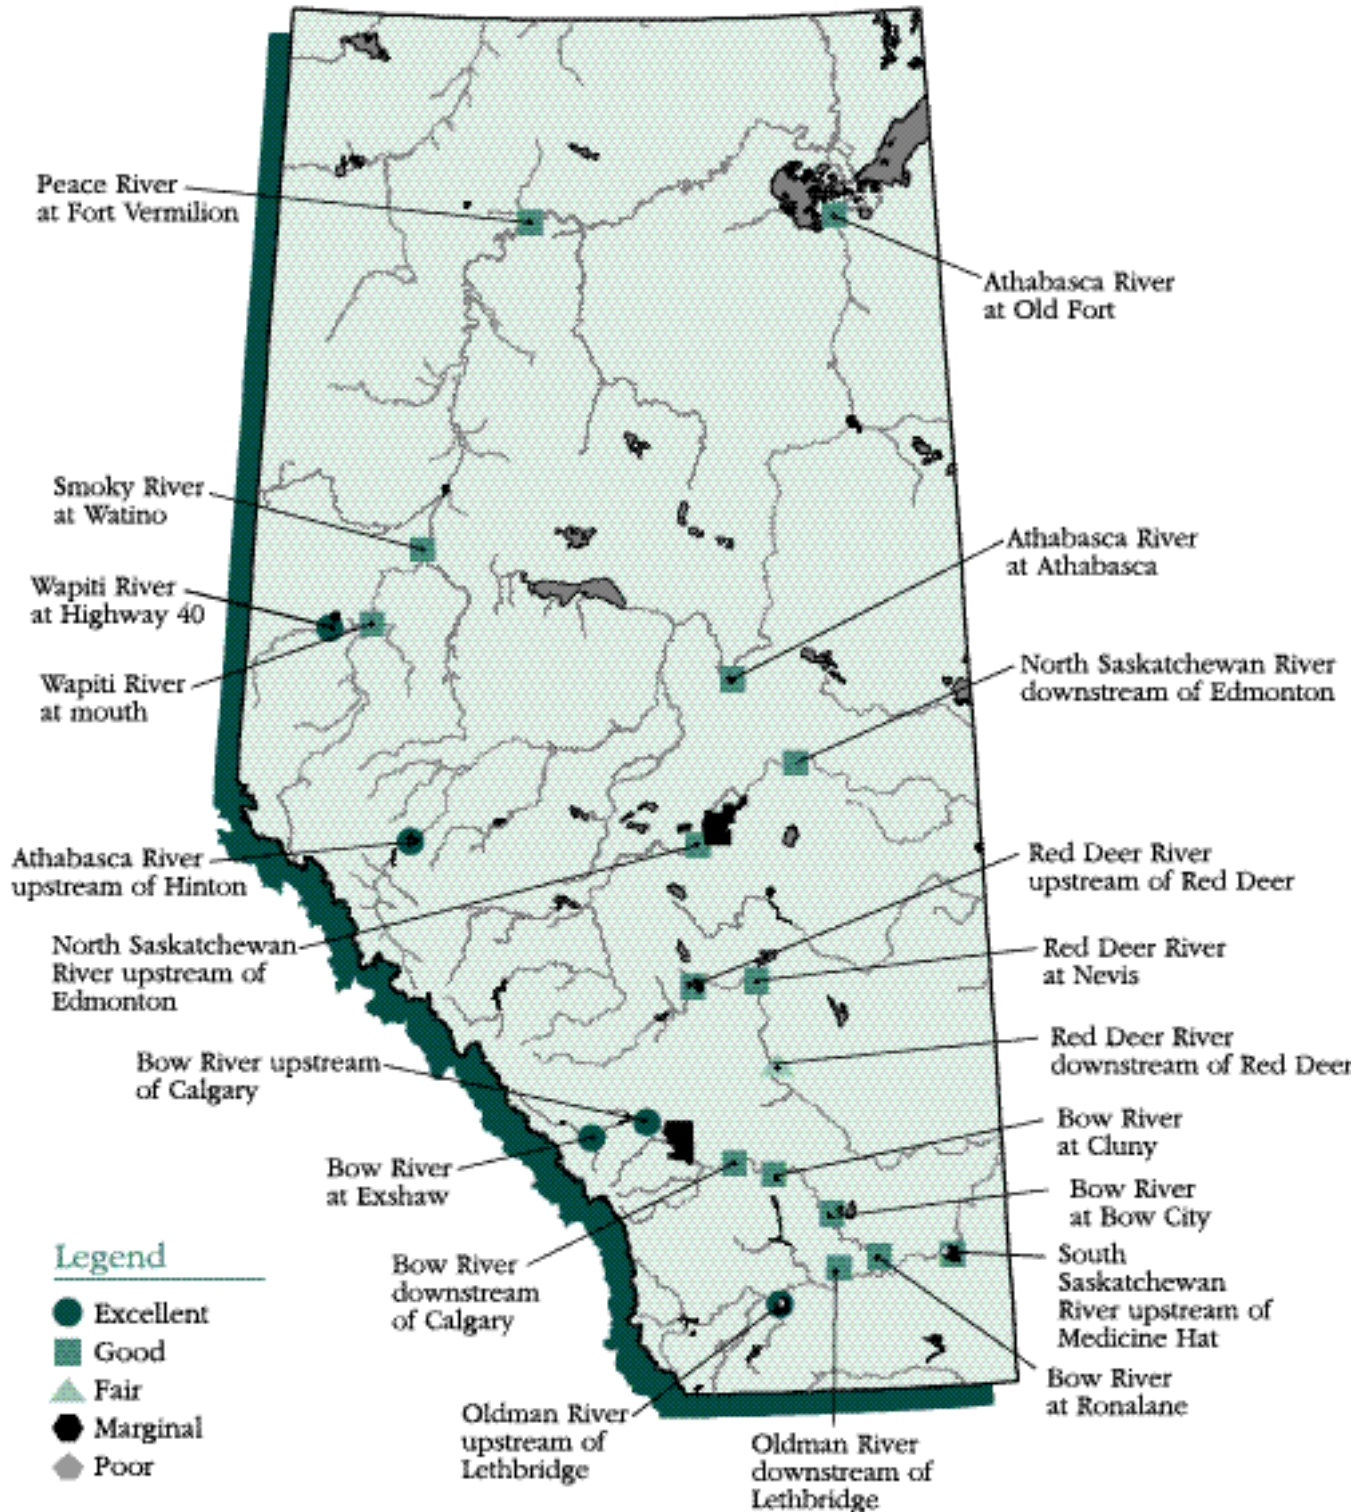 Peace River
at Fort Vermilion
Athabasca River
at Old Fort
Smoky River
at Watino
Athabasca River
at Athabasca
Wapiti River
at Highway 40
North Saskatchewan River
downstream of Edmonton
Wapiti River
at mouth
Athabasca River
upstream of Hinton
Red Deer River
upstream of Red Deer
North Saskatchewan
River upstream of
Edmonton
Red Deer River
at Nevis
Bow River upstream
of Calgary
Red Deer River
downstream of Red Deer
Bow River
at Cluny
Bow River
at Exshaw
Bow River
at Bow City
Bow River
downstream
of Calgary
South
Saskatchewan
River upstream of
Medicine Hat
Bow River
at Ronalane
Oldman River
upstream of
Lethbridge
Oldman River
downstream of
Lethbridge
Legend
Excellent
Good
Fair
Marginal
Poor